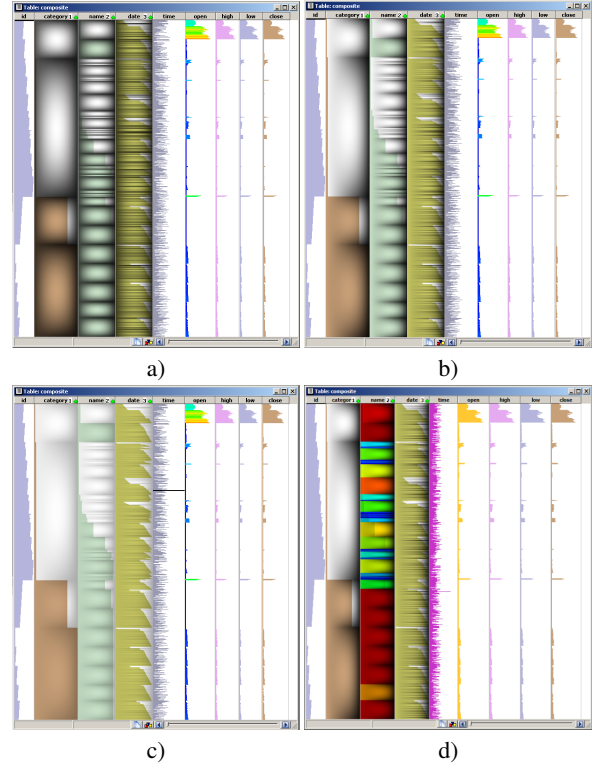 Table: composite
id category 1 name 2 date 3 time open high low close
a)
Table: composite
id category 1 name 2 date 3 time open high low close
b)
Table: composite
id category 1 name 2 date 3 time open high low close
c)
Table: composite
id category 1 name 2 date 3 time open high low close
d)